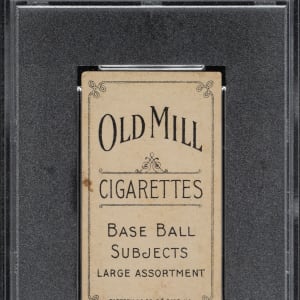 OLD MILL
CIGARETTES
BASE BALL
SUBJECTS
LARGE ASSORTMENT